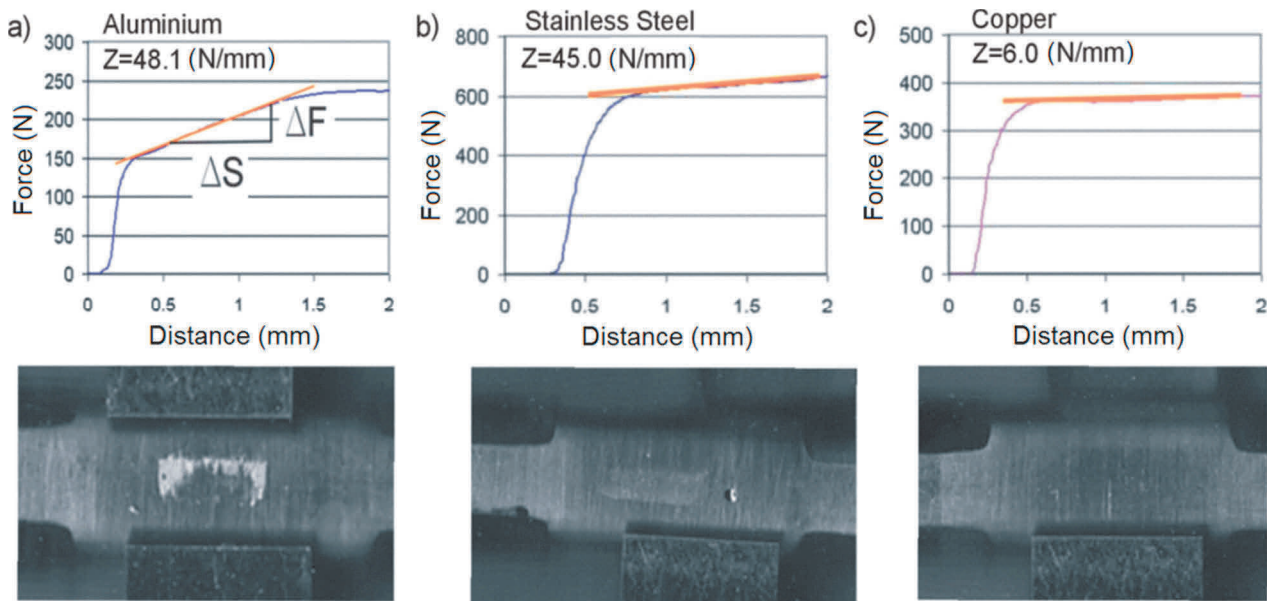 a)
Aluminium
Z=48.1 (N/mm)
300
250
200
150
100
50
0
Force (N)
ΔF
ΔS
0
0.5
1
1.5
2
Distance (mm)
b)
Stainless Steel
Z=45.0 (N/mm)
800
600
400
200
0
Force (N)
0
0.5
1
1.5
2
Distance (mm)
c)
Copper
Z=6.0 (N/mm)
500
400
300
200
100
0
Force (N)
0
0.5
1
1.5
2
Distance (mm)